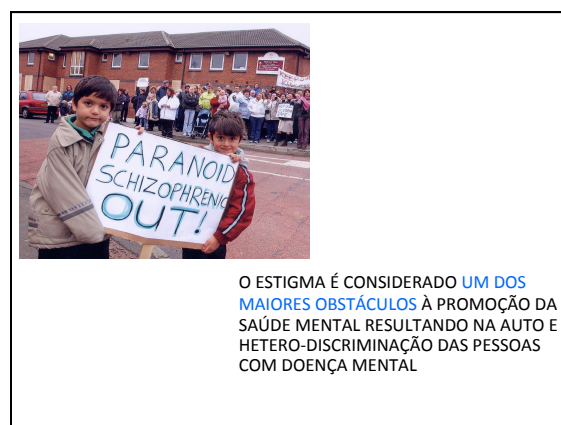 PARANOID
SCHIZOPHRENIC
OUT!
O ESTIGMA É CONSIDERADO UM DOS
MAIORES OBSTÁCULOS À PROMOÇÃO DA
SAÚDE MENTAL RESULTANDO NA AUTO E
HETERO-DISCRIMINAÇÃO DAS PESSOAS
COM DOENÇA MENTAL